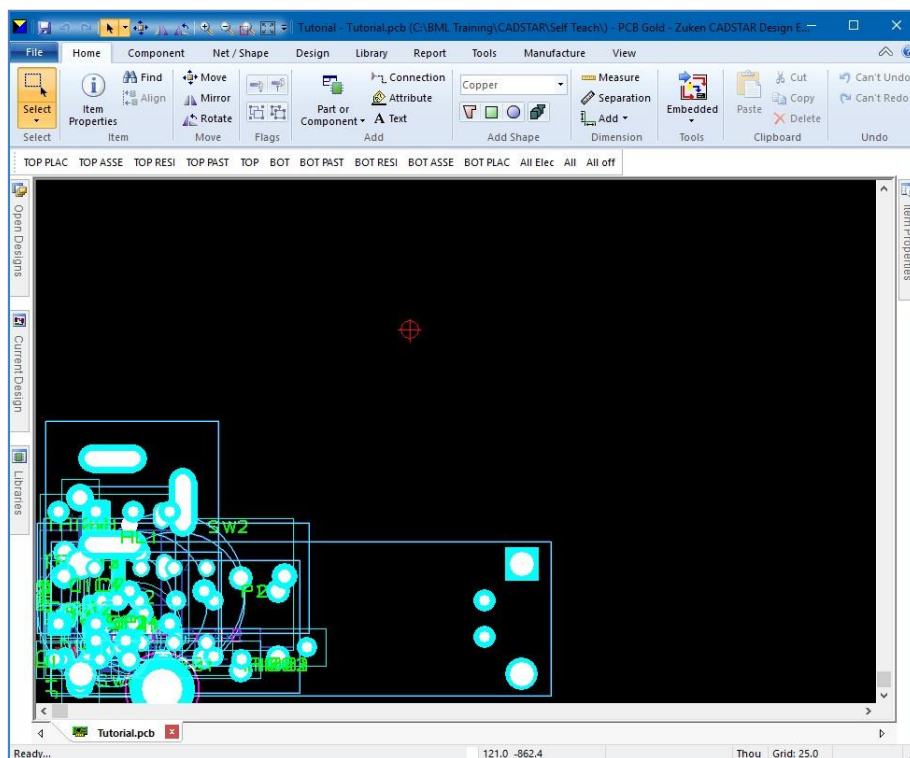 Tutorial - Tutorial.pcb (C:\BML Training\CADSTAR\Self Teach\) - PCB Gold - Zuken CADSTAR Design E...
File Home Component Net / Shape Design Library Report Tools Manufacture View
Select
Item Properties
Find
Align
Move
Mirror
Rotate
Part or Component
Connection
Attribute
A Text
Copper
Measure
Separation
Add
Embedded
Paste
Cut
Copy
Delete
Can't Undo
Can't Redo
Select Item Move Flags Add Add Shape Dimension Tools Clipboard Undo
TOP PLAC TOP ASSE TOP RESI TOP PAST TOP BOT BOT PAST BOT RESI BOT ASSE BOT PLAC All Elec All All off
Open Designs
Current Design
Libraries
Item Properties
SW2
HL1
Tutorial.pcb
Ready... 121.0 -862.4 Thou Grid: 25.0